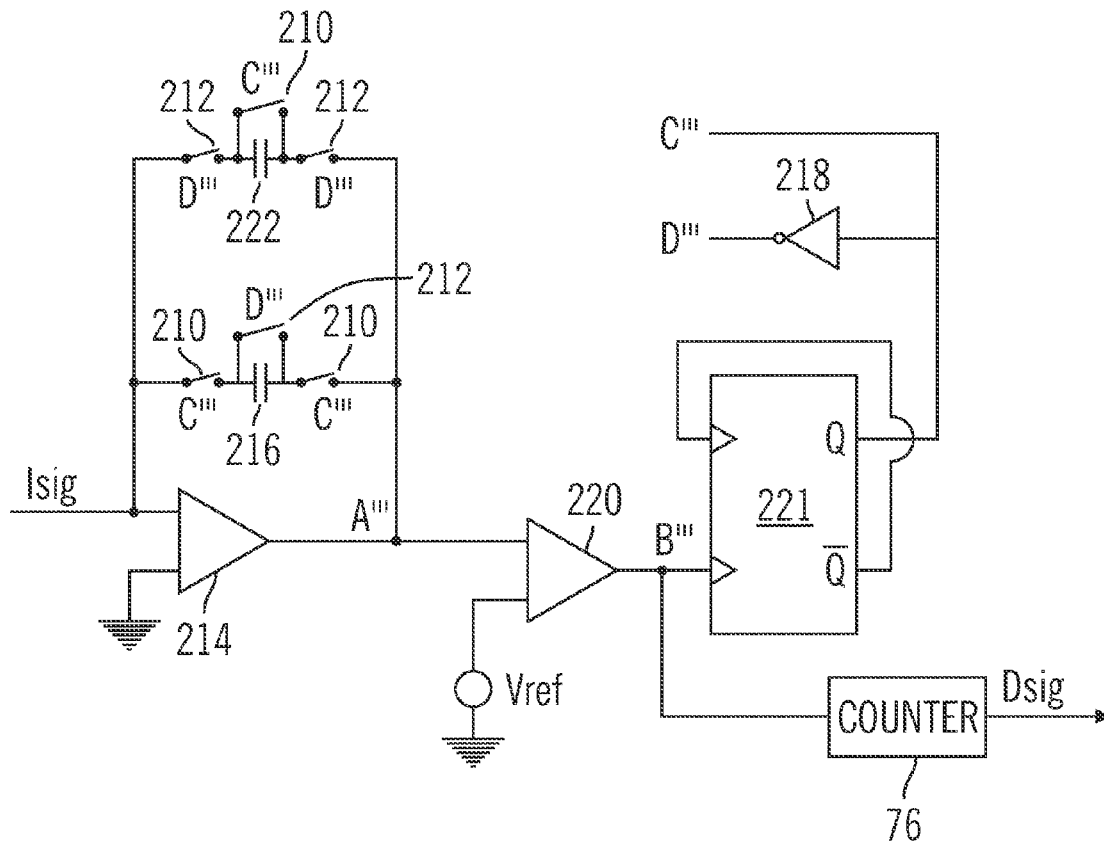 210
C'''
212
212
D'''
D'''
222
C'''
218
D'''
212
D'''
210
210
C'''
C'''
216
Isig
A'''
214
220
B'''
Q
221
Q̅
Vref
COUNTER
Dsig
76